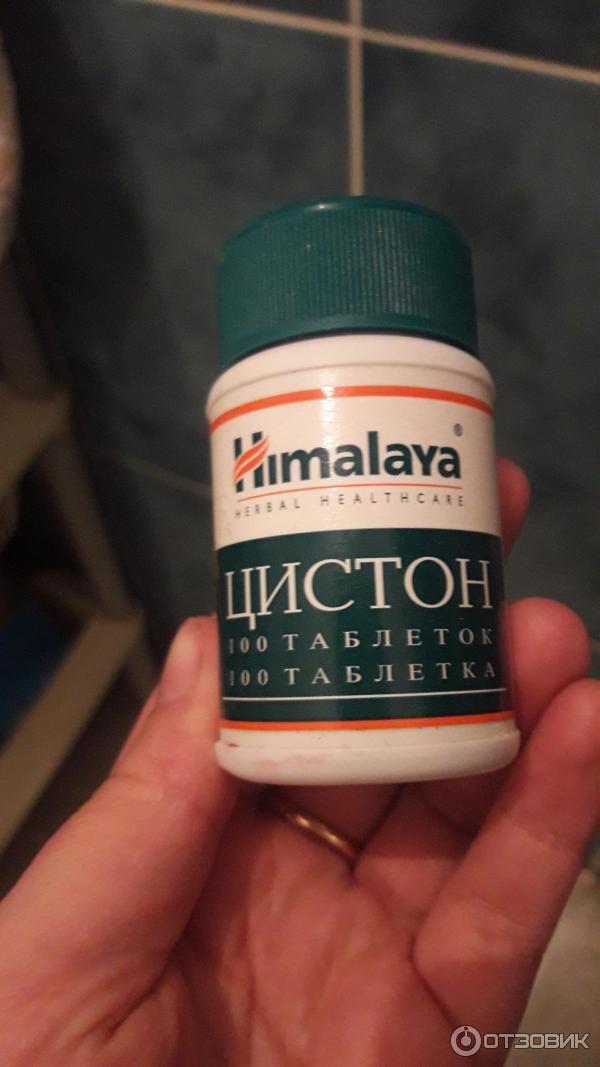 Himalaya®
HERBAL HEALTHCARE
ЦИСТОН
100 ТАБЛЕТОК
100 ТАБЛЕТКА
ОТЗОВИК